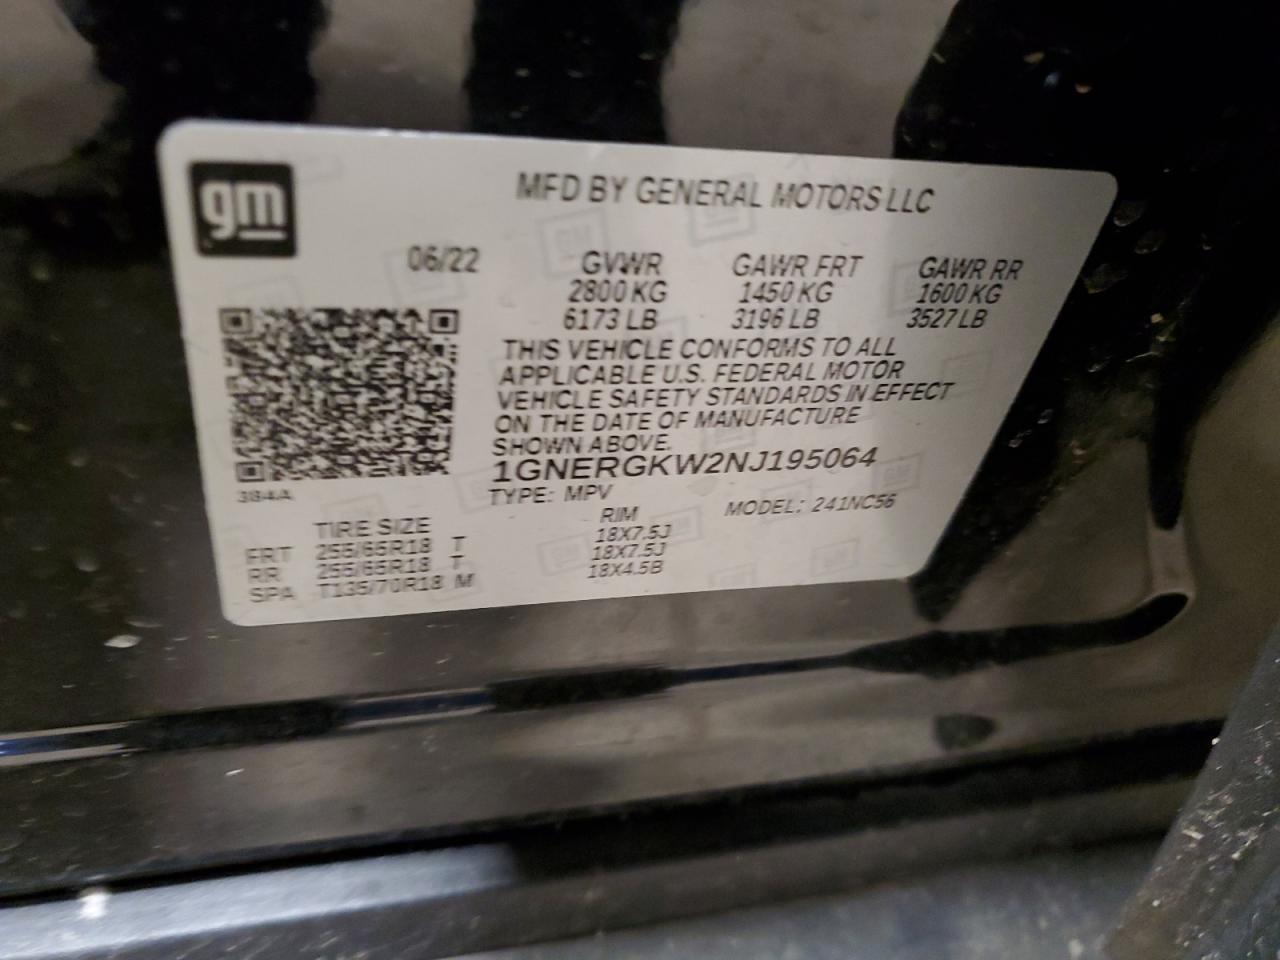 gm
MFD BY GENERAL MOTORS LLC
06/22
GVWR GAWR FRT GAWR RR
2800 KG 1450 KG 1600 KG
6173 LB 3196 LB 3527 LB
THIS VEHICLE CONFORMS TO ALL
APPLICABLE U.S. FEDERAL MOTOR
VEHICLE SAFETY STANDARDS IN EFFECT
ON THE DATE OF MANUFACTURE
SHOWN ABOVE.
1GNERGKW2NJ195064
384A
TYPE: MPV MODEL: 241NC56
TIRE SIZE RIM
FRT 255/65R18 T 18X7.5J
RR 255/65R18 T 18X7.5J
SPA T135/70R18 M 18X4.5B